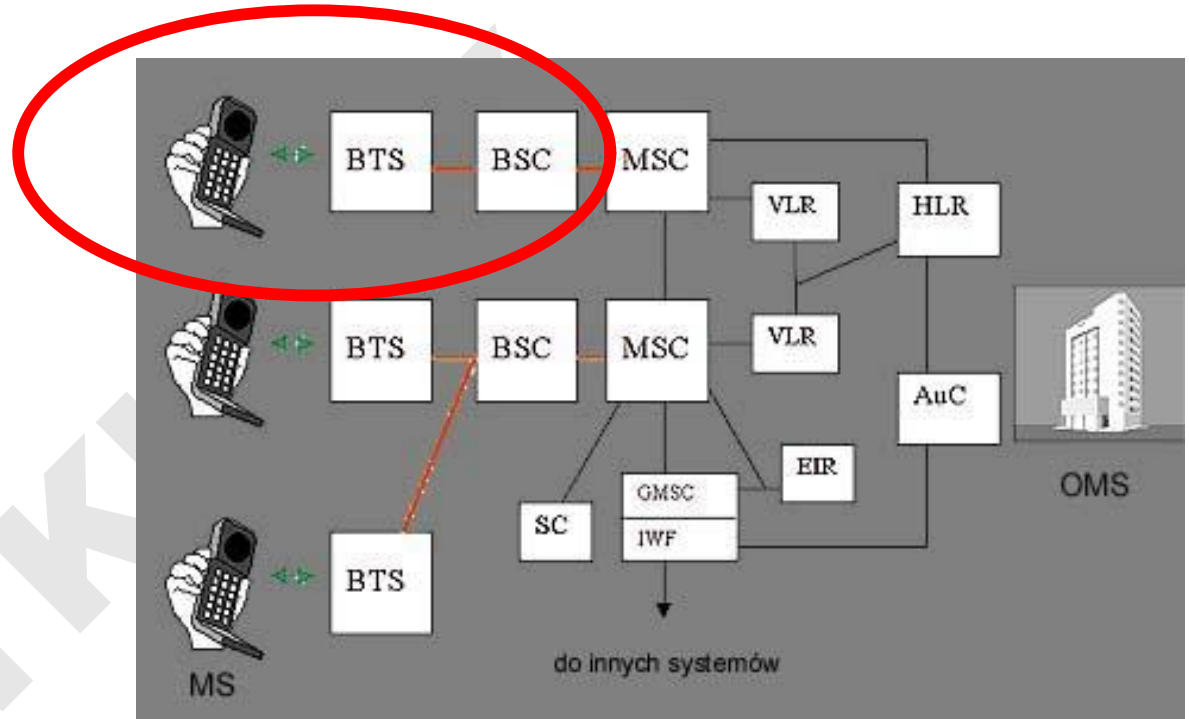 BTS
BSC
MSC
VLR
HLR
BTS
BSC
MSC
VLR
AuC
EIR
OMS
GMSC
SC
IWF
BTS
do innych systemów
MS